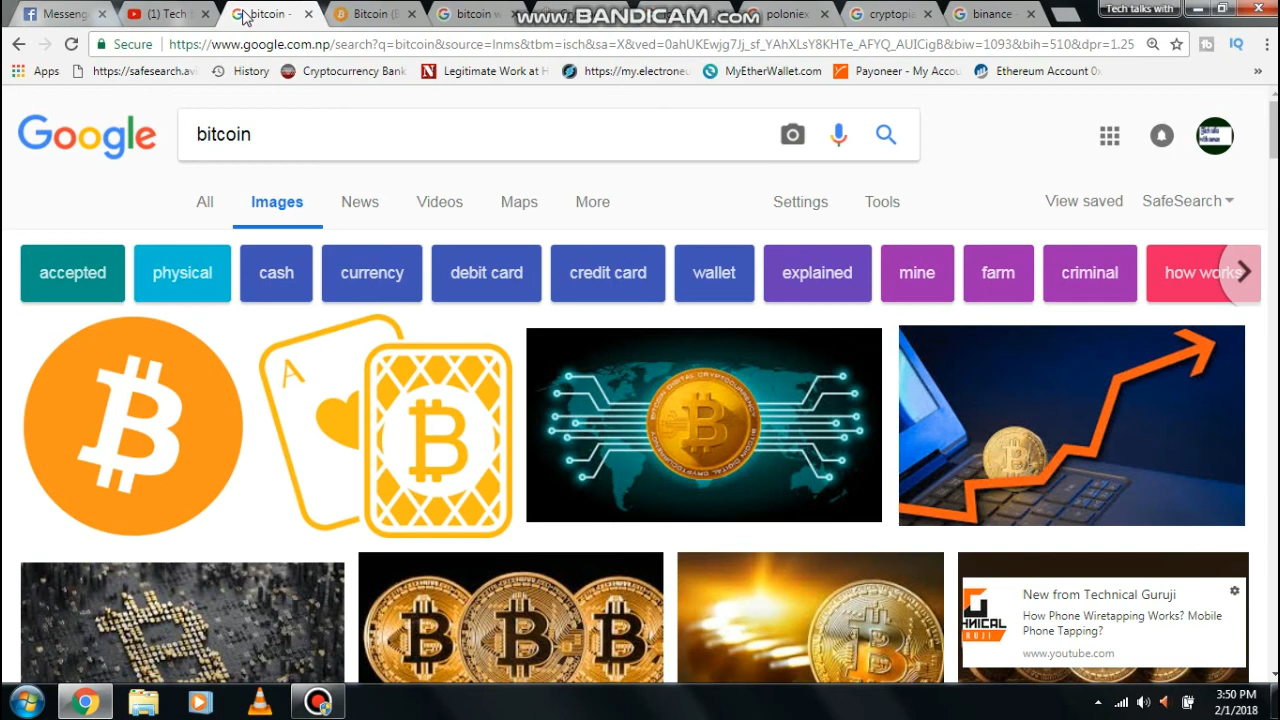 Messeng
(1) Tech
bitcoin -
Bitcoin (B
bitcoin w
poloniex
cryptopia
binance -
www.BANDICAM.com
Tech talks with
Secure
https://www.google.com.np/search?q=bitcoin&source=lnms&tbm=isch&sa=X&ved=0ahUKEwjg7Jj_sf_YAhXLsY8KHTe_AFYQ_AUICigB&biw=1093&bih=510&dpr=1.25
Apps
https://safesearch.a
History
Cryptocurrency Bank
Legitimate Work at H
https://my.electroneu
MyEtherWallet.com
Payoneer - My Accou
Ethereum Account 0x
»
Google
bitcoin
All
Images
News
Videos
Maps
More
Settings
Tools
View saved
SafeSearch
accepted
physical
cash
currency
debit card
credit card
wallet
explained
mine
farm
criminal
how works
A
BITCOIN DIGITAL CRYPTOCURRENCY
New from Technical Guruji
How Phone Wiretapping Works? Mobile
Phone Tapping?
www.youtube.com
3:50 PM
2/1/2018